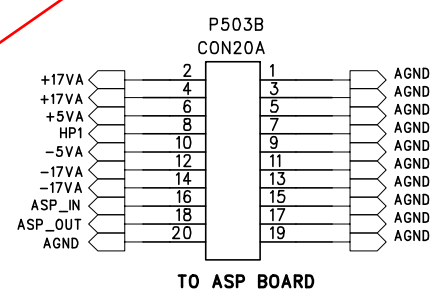 P503B
CON20A
+17VA 2 1 AGND
+17VA 4 3 AGND
+5VA 6 5 AGND
HP1 8 7 AGND
-5VA 10 9 AGND
-17VA 12 11 AGND
-17VA 14 13 AGND
ASP_IN 16 15 AGND
ASP_OUT 18 17 AGND
AGND 20 19 AGND
TO ASP BOARD